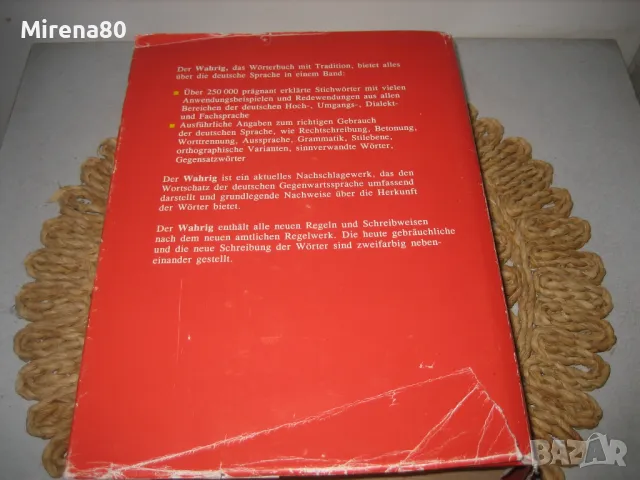 Mirena80
Der Wahrig, das Wörterbuch mit Tradition, bietet alles
über die deutsche Sprache in einem Band:
Über 250 000 prägnant erklärte Stichwörter mit vielen
Anwendungsbeispielen und Redewendungen aus allen
Bereichen der deutschen Hoch-, Umgangs-, Dialekt-
und Fachsprache
Ausführliche Angaben zum richtigen Gebrauch
der deutschen Sprache, wie Rechtschreibung, Betonung,
Worttrennung, Aussprache, Grammatik, Stilebene,
orthographische Varianten, sinnverwandte Wörter,
Gegensatzwörter
Der Wahrig ist ein aktuelles Nachschlagewerk, das den
Wortschatz der deutschen Gegenwartssprache umfassend
darstellt und grundlegende Nachweise über die Herkunft
der Wörter bietet.
Der Wahrig enthält alle neuen Regeln und Schreibweisen
nach dem neuen amtlichen Regelwerk. Die heute gebräuchliche
und die neue Schreibung der Wörter sind zweifarbig neben-
einander gestellt.
BAZAR
bg